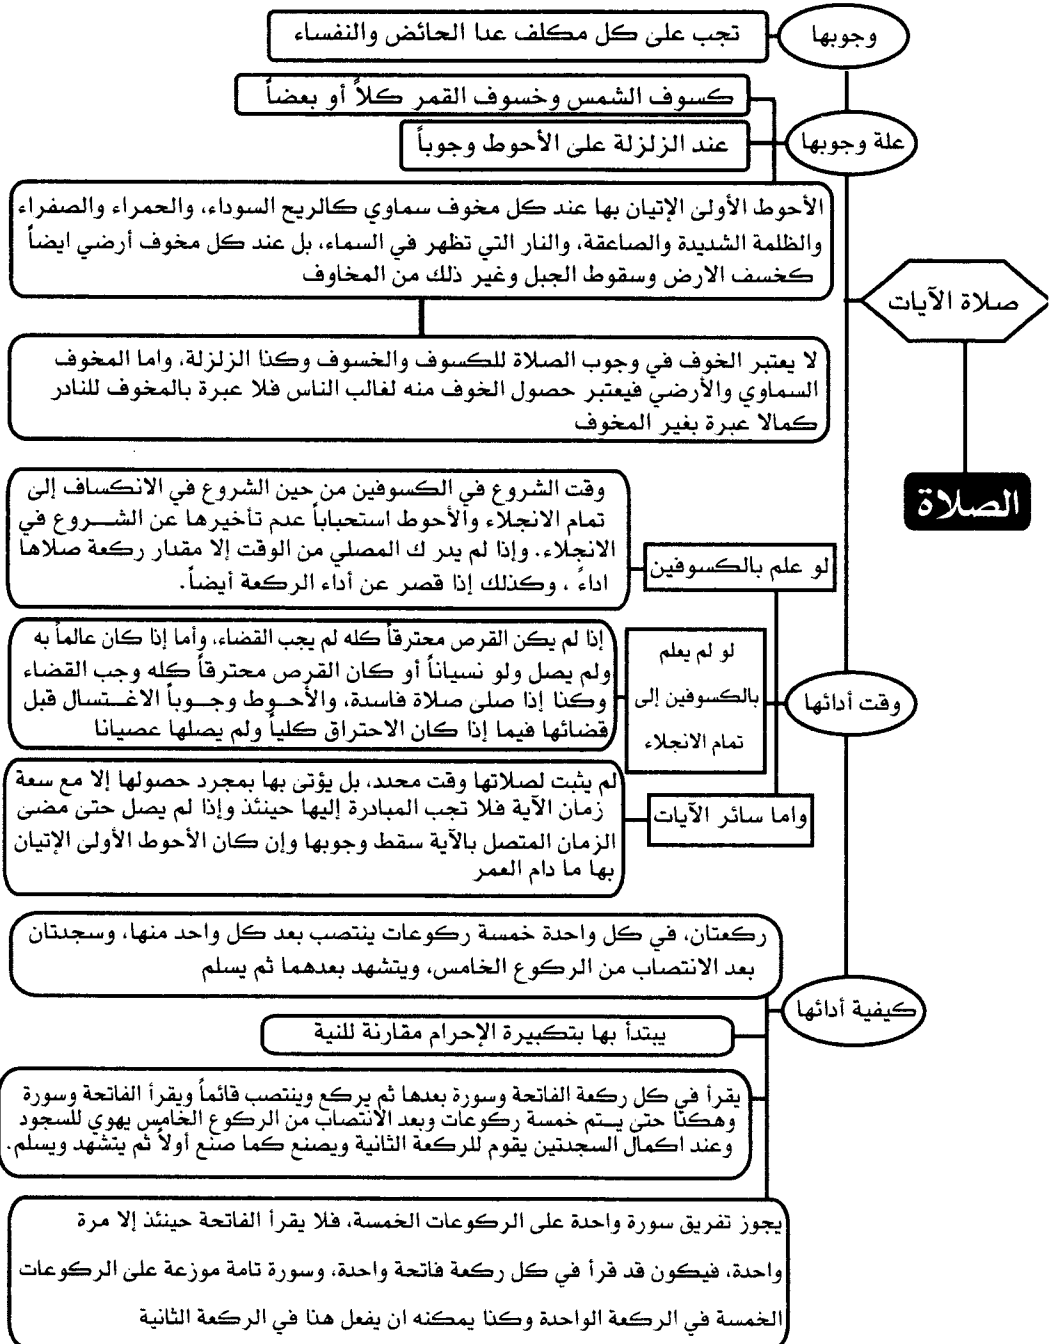 وجوبها
تجب على كل مكلف عدا الحائض والنفساء
كسوف الشمس وخسوف القمر كلاً أو بعضاً
علة وجوبها
عند الزلزلة على الأحوط وجوباً
الأحوط الأولى الإتيان بها عند كل مخوف سماوي كالريح السوداء، والحمراء والصفراء
والظلمة الشديدة والصاعقة، والنار التي تظهر في السماء، بل عند كل مخوف أرضي ايضاً
كخسف الارض وسقوط الجبل وغير ذلك من المخاوف
صلاة الآيات
لا يعتبر الخوف في وجوب الصلاة للكسوف والخسوف وكذا الزلزلة، واما المخوف
السماوي والأرضي فيعتبر حصول الخوف منه لغالب الناس فلا عبرة بالمخوف للنادر
كمالا عبرة بغير المخوف
الصلاة
وقت الشروع في الكسوفين من حين الشروع في الانكساف إلى
تمام الانجلاء والأحوط استحباباً عدم تأخيرها عن الشـــروع في
الانجلاء. وإذا لم يدر ك المصلي من الوقت إلا مقدار ركعة صلاها
اداءً ، وكذلك إذا قصر عن أداء الركعة أيضاً.
لو علم بالكسوفين
إذا لم يكن القرص محترقاً كله لم يجب القضاء، وأما إذا كان عالماً به
ولم يصل ولو نسياناً أو كان القرص محترقاً كله وجب القضاء
وكذا إذا صلى صلاة فاسدة، والأحــوط وجــوباً الاغــتسال قبل
قضائها فيما إذا كان الاحتراق كلياً ولم يصلها عصيانا
لو لم يعلم
بالكسوفين إلى
تمام الانجلاء
وقت أدائها
لم يثبت لصلاتها وقت محدد، بل يؤتى بها بمجرد حصولها إلا مع سعة
زمان الآية فلا تجب المبادرة إليها حينئذ وإذا لم يصل حتى مضى
الزمان المتصل بالآية سقط وجوبها وإن كان الأحوط الأولى الإتيان
بها ما دام العمر
واما سائر الآيات
ركعتان، في كل واحدة خمسة ركوعات ينتصب بعد كل واحد منها، وسجدتان
بعد الانتصاب من الركوع الخامس، ويتشهد بعدهما ثم يسلم
كيفية أدائها
يبتدأ بها بتكبيرة الإحرام مقارنة للنية
يقرأ في كل ركعة الفاتحة وسورة بعدها ثم يركع وينتصب قائماً ويقرأ الفاتحة وسورة
وهكذا حتى يــتم خمسة ركوعات وبعد الانتصاب من الركوع الخامس يهوي للسجود
وعند اكمال السجدتين يقوم للركعة الثانية ويصنع كما صنع أولاً ثم يتشهد ويسلم.
يجوز تفريق سورة واحدة على الركوعات الخمسة، فلا يقرأ الفاتحة حينئذ إلا مرة
واحدة، فيكون قد قرأ في كل ركعة فاتحة واحدة، وسورة تامة موزعة على الركوعات
الخمسة في الركعة الواحدة وكذا يمكنه ان يفعل هذا في الركعة الثانية